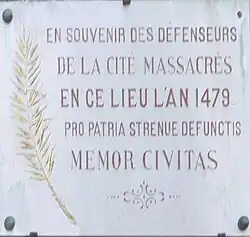 EN SOUVENIR DES DÉFENSEURS
DE LA CITÉ MASSACRÉS
EN CE LIEU L'AN 1479
PRO PATRIA STRENUE DEFUNCTIS
MEMOR CIVITAS